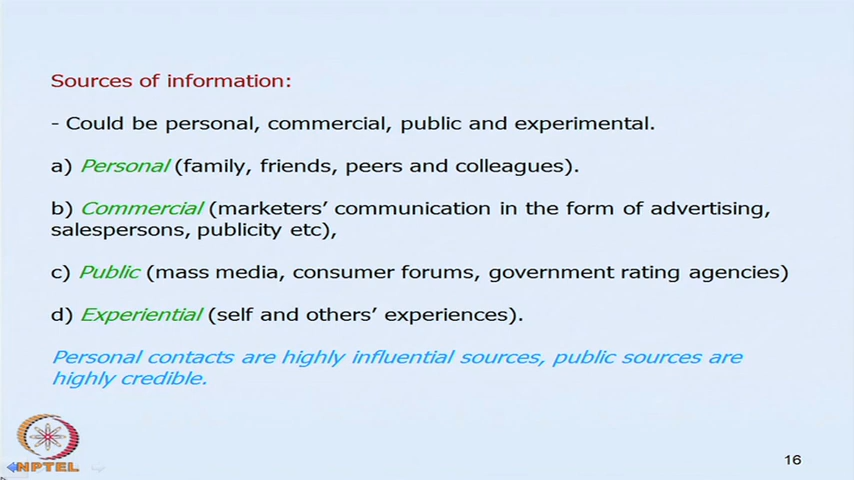 Sources of information:
- Could be personal, commercial, public and experimental.
a) Personal (family, friends, peers and colleagues).
b) Commercial (marketers’ communication in the form of advertising,
salespersons, publicity etc),
c) Public (mass media, consumer forums, government rating agencies)
d) Experiential (self and others’ experiences).
Personal contacts are highly influential sources, public sources are
highly credible.
NPTEL
16